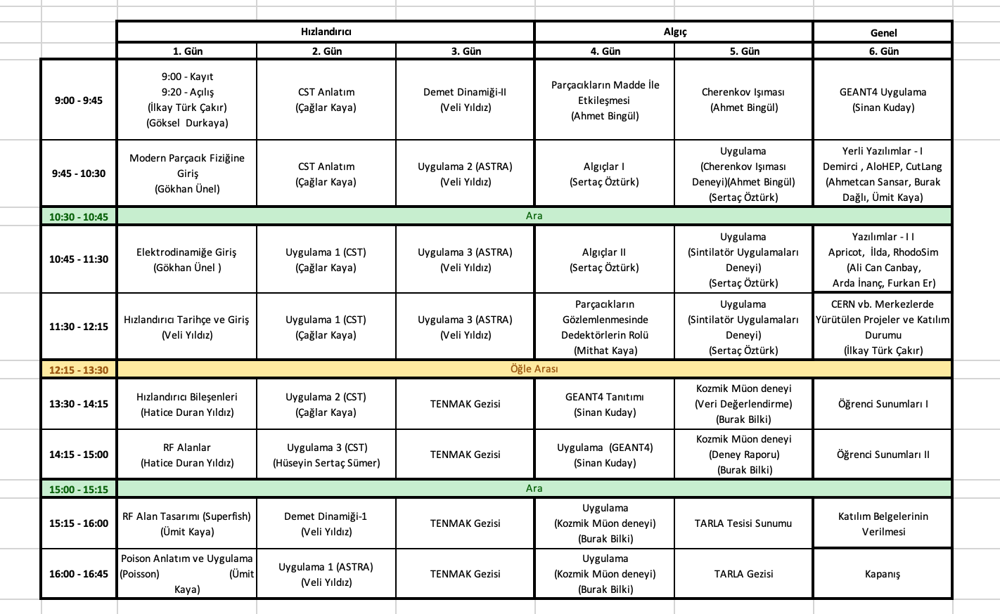 Hızlandırıcı
Algıç
Genel
1. Gün
2. Gün
3. Gün
4. Gün
5. Gün
6. Gün
9:00 - 9:45
9:00 - Kayıt
9:20 - Açılış
(İlkay Türk Çakır)
(Göksel  Durkaya)
CST Anlatım
(Çağlar Kaya)
Demet Dinamiği-II
(Veli Yıldız)
Parçacıkların Madde İle
Etkileşmesi
(Ahmet Bingül)
Cherenkov Işıması
(Ahmet Bingül)
GEANT4 Uygulama
(Sinan Kuday)
9:45 - 10:30
Modern Parçacık Fiziğine
Giriş
(Gökhan Ünel)
CST Anlatım
(Çağlar Kaya)
Uygulama 2 (ASTRA)
(Veli Yıldız)
Algıçlar I
(Sertaç Öztürk)
Uygulama
(Cherenkov Işıması
Deneyi)(Ahmet Bingül)
(Sertaç Öztürk)
Yerli Yazılımlar - I
Demirci , AloHEP, CutLang
(Ahmetcan Sansar, Burak
Dağlı, Ümit Kaya)
10:30 - 10:45
Ara
10:45 - 11:30
Elektrodinamiğe Giriş
(Gökhan Ünel )
Uygulama 1 (CST)
(Çağlar Kaya)
Uygulama 3 (ASTRA)
(Veli Yıldız)
Algıçlar II
(Sertaç Öztürk)
Uygulama
(Sintilatör Uygulamaları
Deneyi)
(Sertaç Öztürk)
Yazılımlar - I I
Apricot,  İlda, RhodoSim
(Ali Can Canbay,
Arda İnanç, Furkan Er)
11:30 - 12:15
Hızlandırıcı Tarihçe ve Giriş
(Veli Yıldız)
Uygulama 1 (CST)
(Çağlar Kaya)
Uygulama 3 (ASTRA)
(Veli Yıldız)
Parçacıkların
Gözlemlenmesinde
Dedektörlerin Rolü
(Mithat Kaya)
Uygulama
(Sintilatör Uygulamaları
Deneyi)
(Sertaç Öztürk)
CERN vb. Merkezlerde
Yürütülen Projeler ve Katılım
Durumu
(İlkay Türk Çakır)
12:15 - 13:30
Öğle Arası
13:30 - 14:15
Hızlandırıcı Bileşenleri
(Hatice Duran Yıldız)
Uygulama 2 (CST)
(Çağlar Kaya)
TENMAK Gezisi
GEANT4 Tanıtımı
(Sinan Kuday)
Kozmik Müon deneyi
(Veri Değerlendirme)
(Burak Bilki)
Öğrenci Sunumları I
14:15 - 15:00
RF Alanlar
(Hatice Duran Yıldız)
Uygulama 3 (CST)
(Hüseyin Sertaç Sümer)
TENMAK Gezisi
Uygulama  (GEANT4)
(Sinan Kuday)
Kozmik Müon deneyi
(Deney Raporu)
(Burak Bilki)
Öğrenci Sunumları II
15:00 - 15:15
Ara
15:15 - 16:00
RF Alan Tasarımı (Superfish)
(Ümit Kaya)
Demet Dinamiği-1
(Veli Yıldız)
TENMAK Gezisi
Uygulama
(Kozmik Müon deneyi)
(Burak Bilki)
TARLA Tesisi Sunumu
Katılım Belgelerinin
Verilmesi
16:00 - 16:45
Poison Anlatım ve Uygulama
(Poisson) (Ümit
Kaya)
Uygulama 1 (ASTRA)
(Veli Yıldız)
TENMAK Gezisi
Uygulama
(Kozmik Müon deneyi)
(Burak Bilki)
TARLA Gezisi
Kapanış